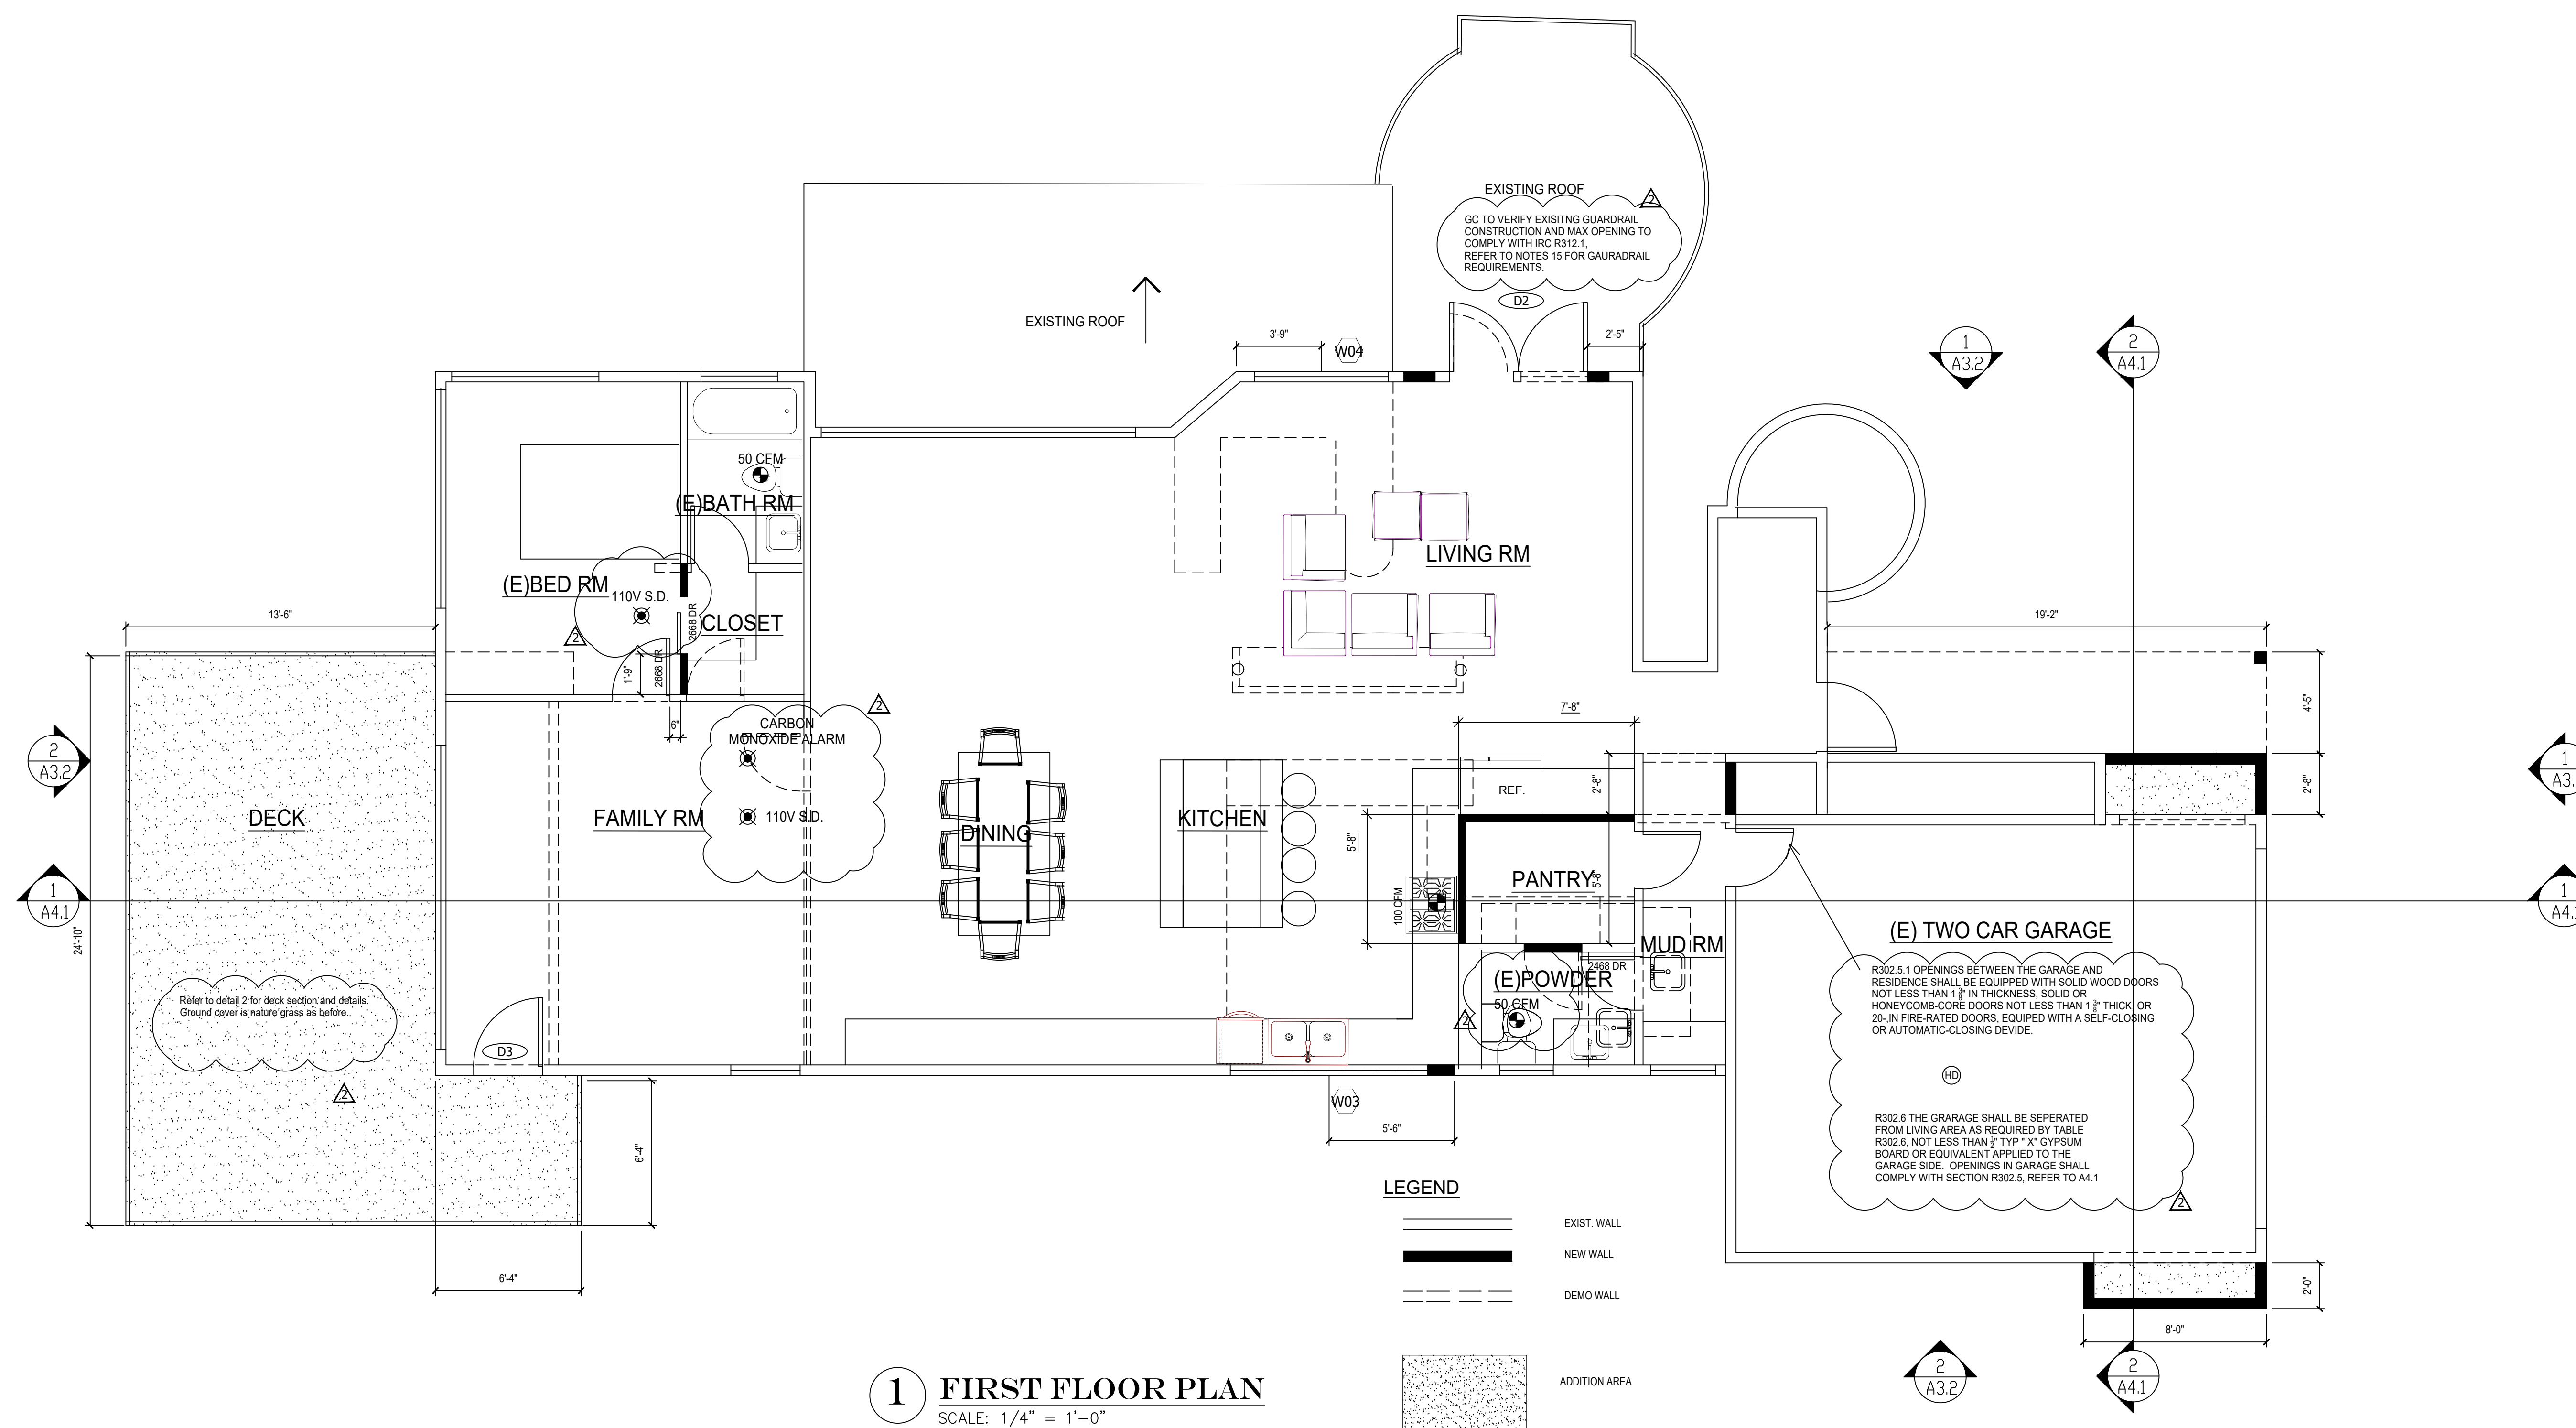 EXISTING ROOF
2
GC TO VERIFY EXISITNG GUARDRAIL
CONSTRUCTION AND MAX OPENING TO
COMPLY WITH IRC R312.1,
REFER TO NOTES 15 FOR GAURADRAIL
REQUIREMENTS.
D2
EXISTING ROOF
3'-9"
W04
2'-5"
1
A3.2
2
A4.1
50 CFM
(E)BATH RM
LIVING RM
(E)BED RM
110V S.D.
2668 DR
CLOSET
2
2668 DR
1'-9"
13'-6"
19'-2"
4'-5"
2'-8"
6"
2
CARBON
MONOXIDE ALARM
7'-8"
2
A3.2
REF.
2'-8"
DECK
FAMILY RM
110V S.D.
DINING
KITCHEN
5'-8"
PANTRY
5'-8"
100 CFM
1
A4.1
24'-10"
(E) TWO CAR GARAGE
MUD RM
2468 DR
(E)POWDER
50 CFM
2
R302.5.1 OPENINGS BETWEEN THE GARAGE AND
RESIDENCE SHALL BE EQUIPPED WITH SOLID WOOD DOORS
NOT LESS THAN 1 3/8" IN THICKNESS, SOLID OR
HONEYCOMB-CORE DOORS NOT LESS THAN 1 3/8" THICK, OR
20-,IN FIRE-RATED DOORS, EQUIPED WITH A SELF-CLOSING
OR AUTOMATIC-CLOSING DEVIDE.
Refer to detail 2 for deck section and details.
Ground cover is nature grass as before.
2
D3
HD
R302.6 THE GRARAGE SHALL BE SEPERATED
FROM LIVING AREA AS REQUIRED BY TABLE
R302.6, NOT LESS THAN 1/2" TYP " X" GYPSUM
BOARD OR EQUIVALENT APPLIED TO THE
GARAGE SIDE.  OPENINGS IN GARAGE SHALL
COMPLY WITH SECTION R302.5, REFER TO A4.1
2
W03
5'-6"
6'-4"
6'-4"
2'-0"
8'-0"
LEGEND
EXIST. WALL
NEW WALL
DEMO WALL
ADDITION AREA
1
FIRST FLOOR PLAN
SCALE: 1/4" = 1'-0"
2
A3.2
2
A4.1
1
A3.
1
A4.